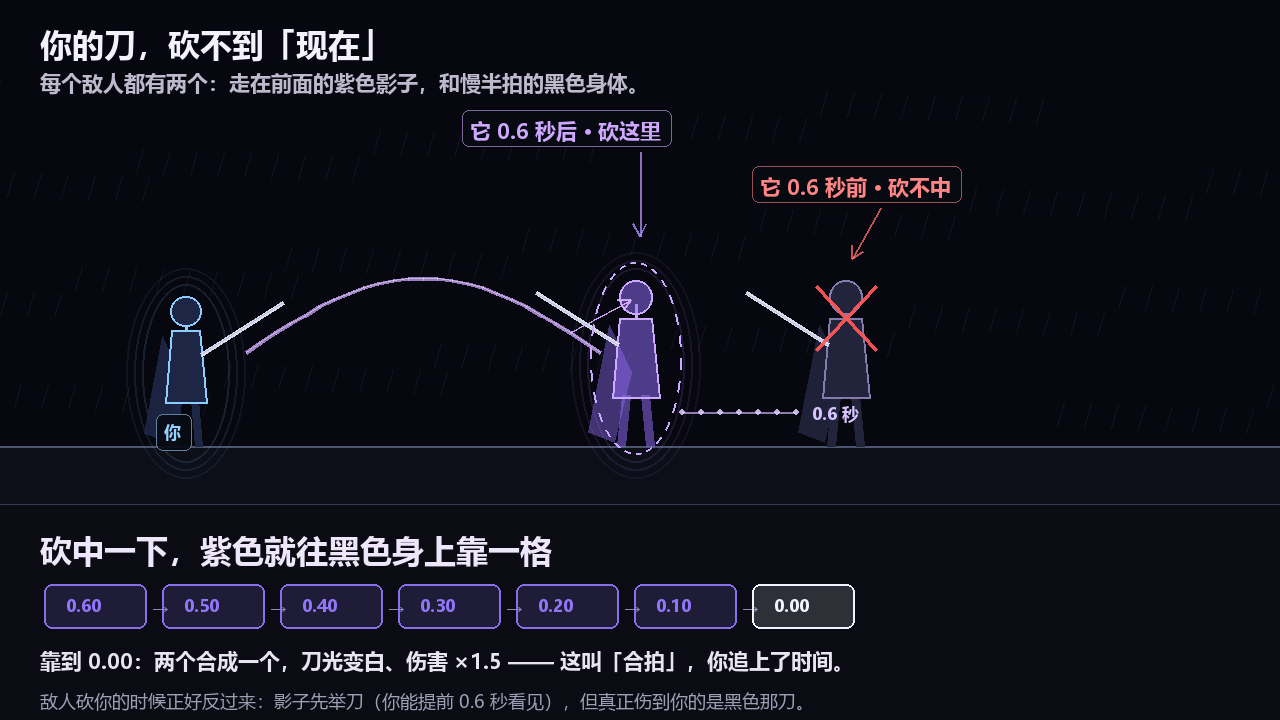 你的刀，砍不到「现在」
每个敌人都有两个：走在前面的紫色影子，和慢半拍的黑色身体。
它 0.6 秒后 • 砍这里
它 0.6 秒前 • 砍不中
你
0.6 秒
砍中一下，紫色就往黑色身上靠一格
0.60 → 0.50 → 0.40 → 0.30 → 0.20 → 0.10 → 0.00
靠到 0.00：两个合成一个，刀光变白、伤害 ×1.5 —— 这叫「合拍」，你追上了时间。
敌人砍你的时候正好反过来：影子先举刀（你能提前 0.6 秒看见），但真正伤到你的是黑色那刀。